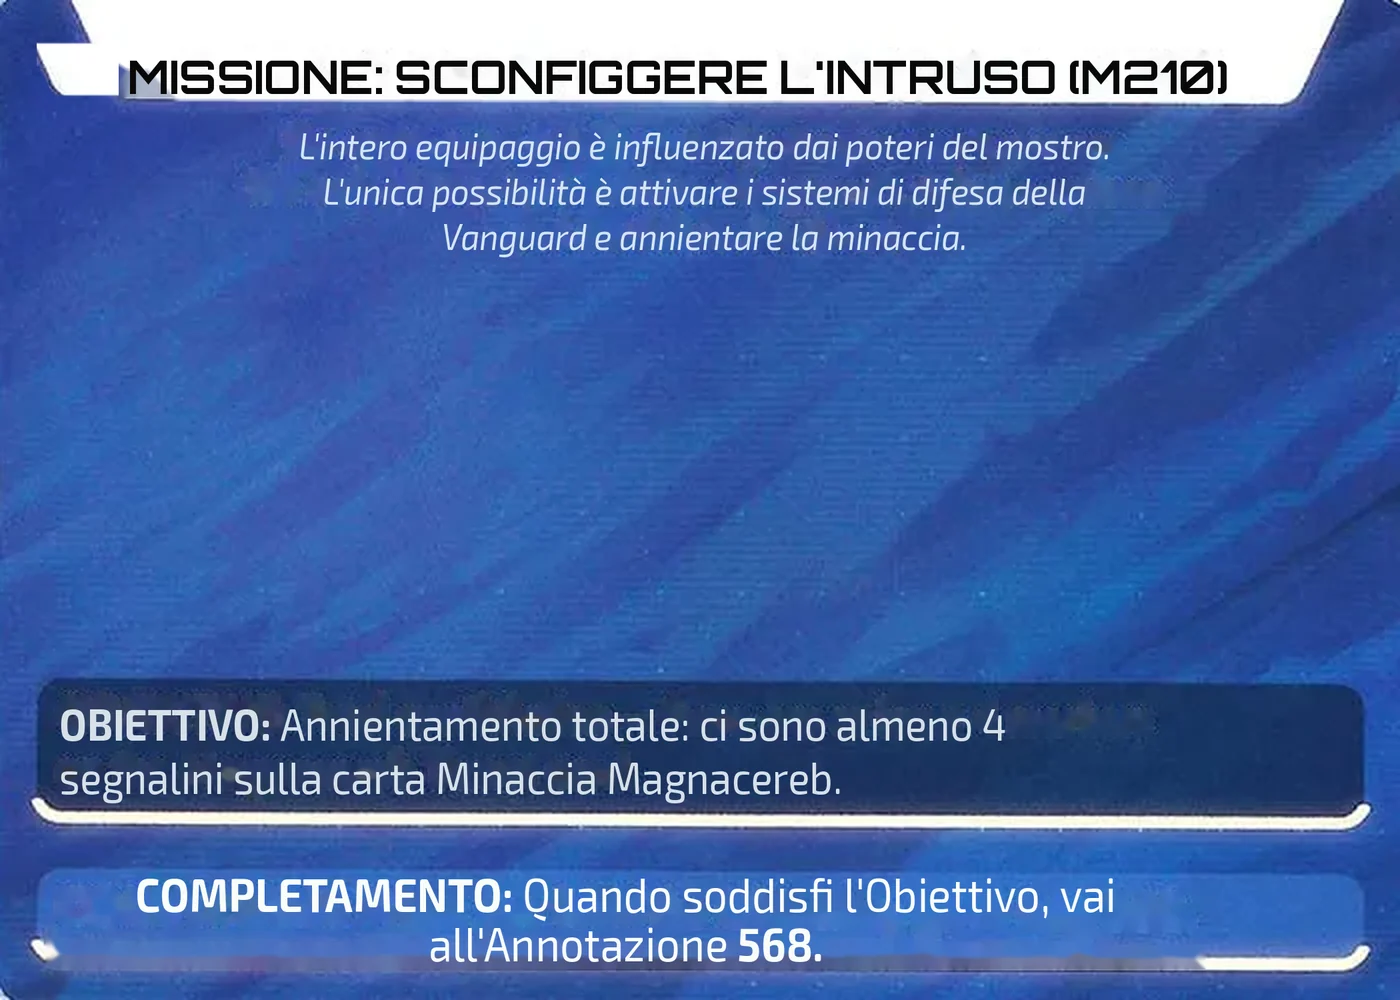 MISSIONE: SCONFIGGERE L'INTRUSO (M210)
L'intero equipaggio è influenzato dai poteri del mostro.
L'unica possibilità è attivare i sistemi di difesa della
Vanguard e annientare la minaccia.
OBIETTIVO: Annientamento totale: ci sono almeno 4
segnalini sulla carta Minaccia Magnacereb.
COMPLETAMENTO: Quando soddisfi l'Obiettivo, vai
all'Annotazione 568.